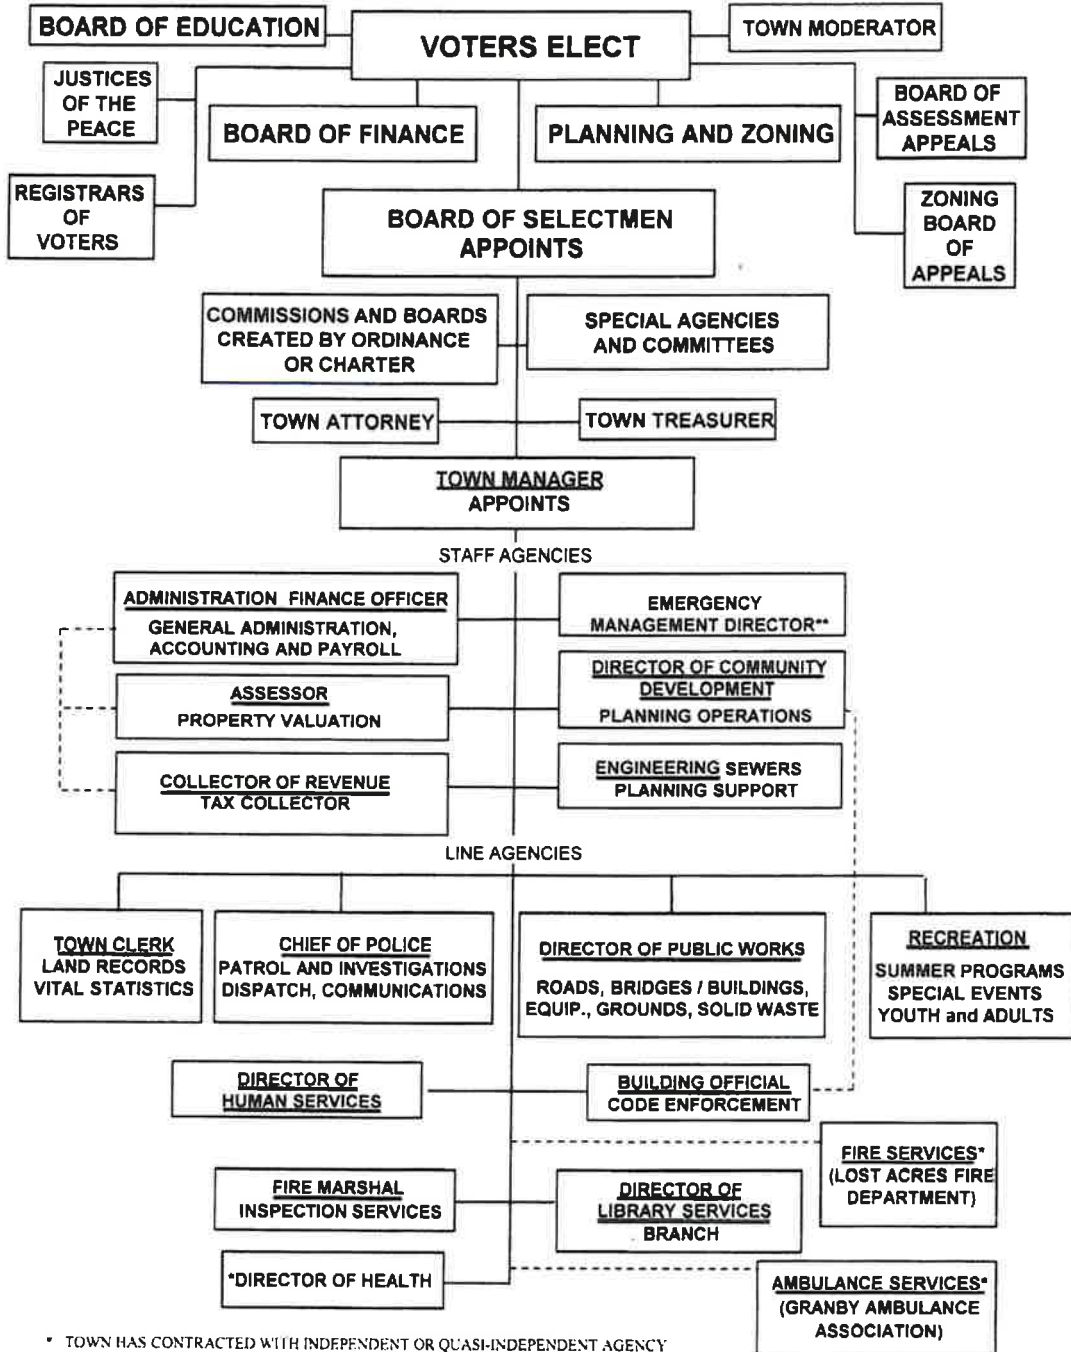 BOARD OF EDUCATION
VOTERS ELECT
TOWN MODERATOR
JUSTICES
OF THE
PEACE
BOARD OF FINANCE
PLANNING AND ZONING
BOARD OF
ASSESSMENT
APPEALS
REGISTRARS
OF
VOTERS
BOARD OF SELECTMEN
APPOINTS
ZONING
BOARD
OF
APPEALS
COMMISSIONS AND BOARDS
CREATED BY ORDINANCE
OR CHARTER
SPECIAL AGENCIES
AND COMMITTEES
TOWN ATTORNEY
TOWN TREASURER
TOWN MANAGER
APPOINTS
STAFF AGENCIES
ADMINISTRATION FINANCE OFFICER
GENERAL ADMINISTRATION,
ACCOUNTING AND PAYROLL
EMERGENCY
MANAGEMENT DIRECTOR**
ASSESSOR
PROPERTY VALUATION
DIRECTOR OF COMMUNITY
DEVELOPMENT
PLANNING OPERATIONS
COLLECTOR OF REVENUE
TAX COLLECTOR
ENGINEERING SEWERS
PLANNING SUPPORT
LINE AGENCIES
TOWN CLERK
LAND RECORDS
VITAL STATISTICS
CHIEF OF POLICE
PATROL AND INVESTIGATIONS
DISPATCH, COMMUNICATIONS
DIRECTOR OF PUBLIC WORKS
ROADS, BRIDGES / BUILDINGS,
EQUIP., GROUNDS, SOLID WASTE
RECREATION
SUMMER PROGRAMS
SPECIAL EVENTS
YOUTH and ADULTS
DIRECTOR OF
HUMAN SERVICES
BUILDING OFFICIAL
CODE ENFORCEMENT
FIRE SERVICES*
(LOST ACRES FIRE
DEPARTMENT)
FIRE MARSHAL
INSPECTION SERVICES
DIRECTOR OF
LIBRARY SERVICES
BRANCH
*DIRECTOR OF HEALTH
AMBULANCE SERVICES*
(GRANBY AMBULANCE
ASSOCIATION)
* TOWN HAS CONTRACTED WITH INDEPENDENT OR QUASI-INDEPENDENT AGENCY